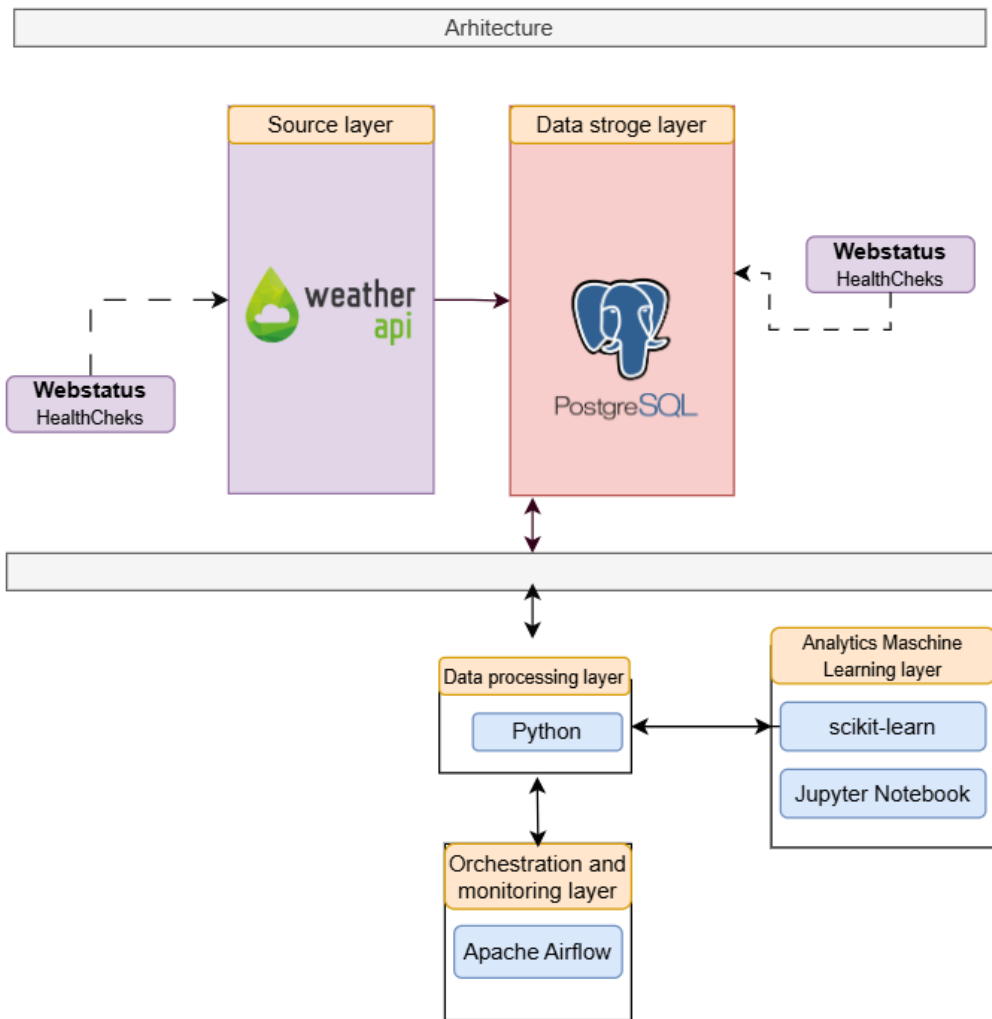 Arhitecture
Source layer
Data stroge layer
weather
api
PostgreSQL
Webstatus
HealthCheks
Webstatus
HealthCheks
Data processing layer
Python
Analytics Maschine
Learning layer
scikit-learn
Jupyter Notebook
Orchestration and
monitoring layer
Apache Airflow